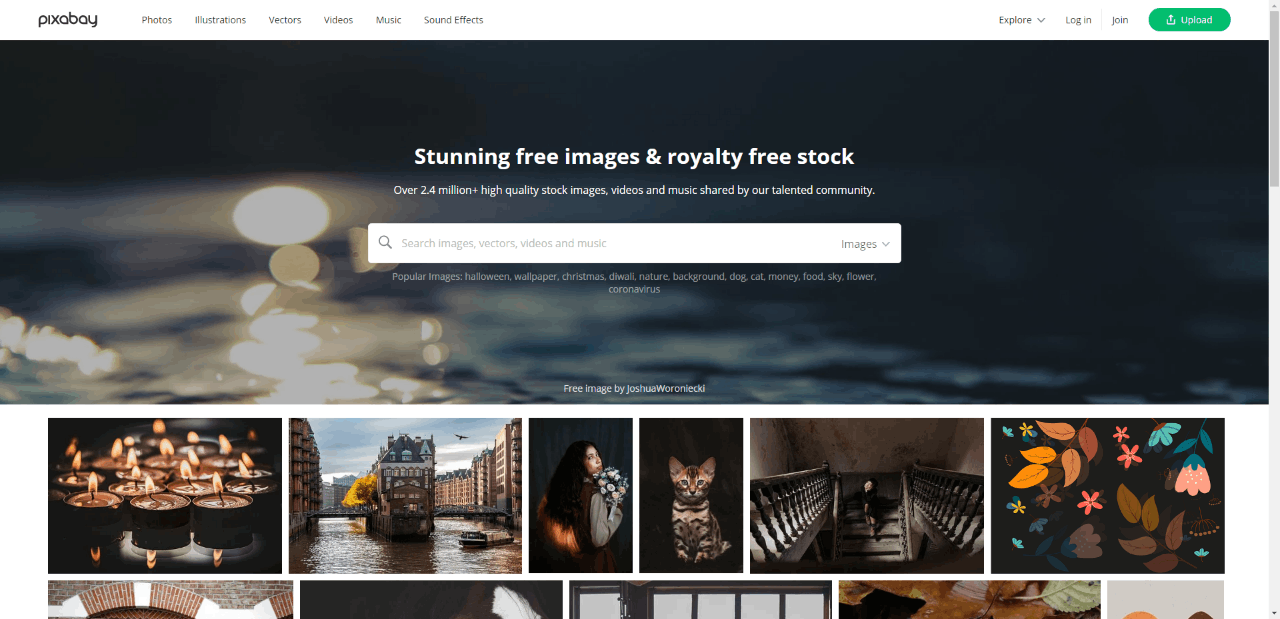 pixabay Photos Illustrations Vectors Videos Music Sound Effects Explore Log in Join Upload
Stunning free images & royalty free stock
Over 2.4 million+ high quality stock images, videos and music shared by our talented community.
Search images, vectors, videos and music Images
Popular Images: halloween, wallpaper, christmas, diwali, nature, background, dog, cat, money, food, sky, flower,
coronavirus
Free image by JoshuaWoroniecki